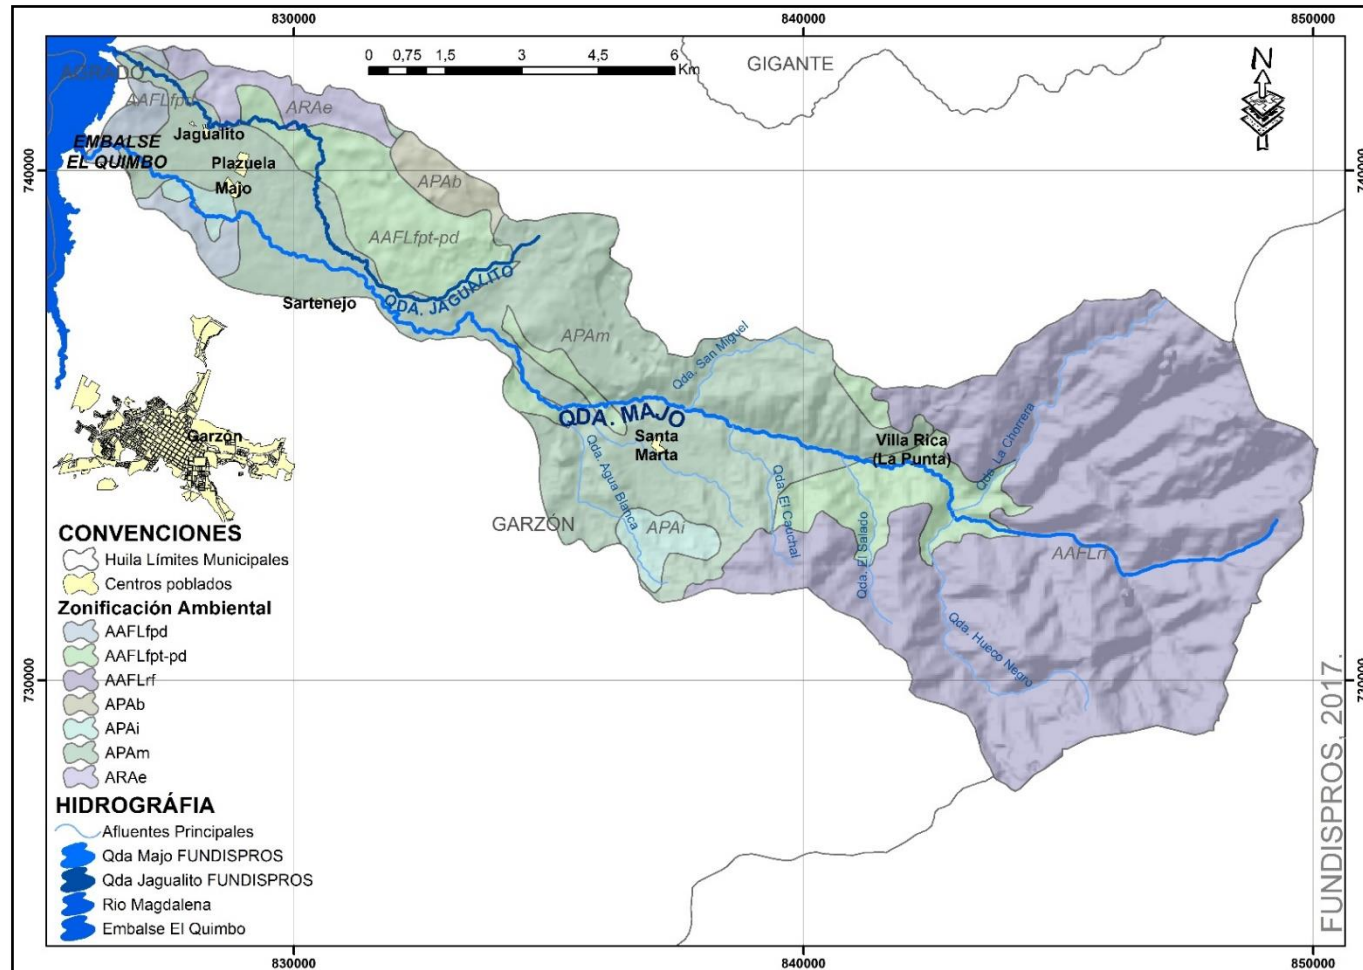 830000
840000
850000
0 0,75 1,5 3 4,5 6
Km
GIGANTE
N
AGRADO
AAFLfpd
ARAe
Jagualito
EMBALSE
EL QUIMBO
Plazuela
740000
740000
Majo
APAb
AAFLfpt-pd
QDA. JAGUALITO
Sartenejo
APAm
Qda. San Miguel
QDA. MAJO
Santa
Marta
Villa Rica
(La Punta)
Qda. La Chorrera
Garzón
Qda. Agua Blanca
Qda. El Cauchal
Qda. El Salado
GARZÓN
APAi
AAFLrf
Qda. Hueco Negro
CONVENCIONES
Huila Límites Municipales
Centros poblados
Zonificación Ambiental
AAFLfpd
AAFLfpt-pd
AAFLrf
APAb
APAi
APAm
ARAe
730000
730000
HIDROGRÁFIA
Afluentes Principales
Qda Majo FUNDISPROS
Qda Jagualito FUNDISPROS
Rio Magdalena
Embalse El Quimbo
FUNDISPROS, 2017.
830000
840000
850000